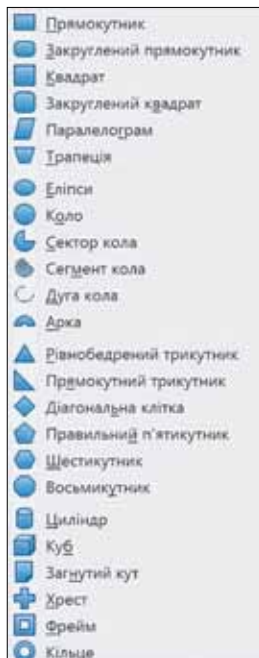 Прямокутник
Закруглений прямокутник
Квадрат
Закруглений квадрат
Паралелограм
Трапеція
Еліпси
Коло
Сектор кола
Сегмент кола
Дуга кола
Арка
Рівнобедрений трикутник
Прямокутний трикутник
Діагональна клітка
Правильний п'ятикутник
Шестикутник
Восьмикутник
Циліндр
Куб
Загнутий кут
Хрест
Фрейм
Кільце